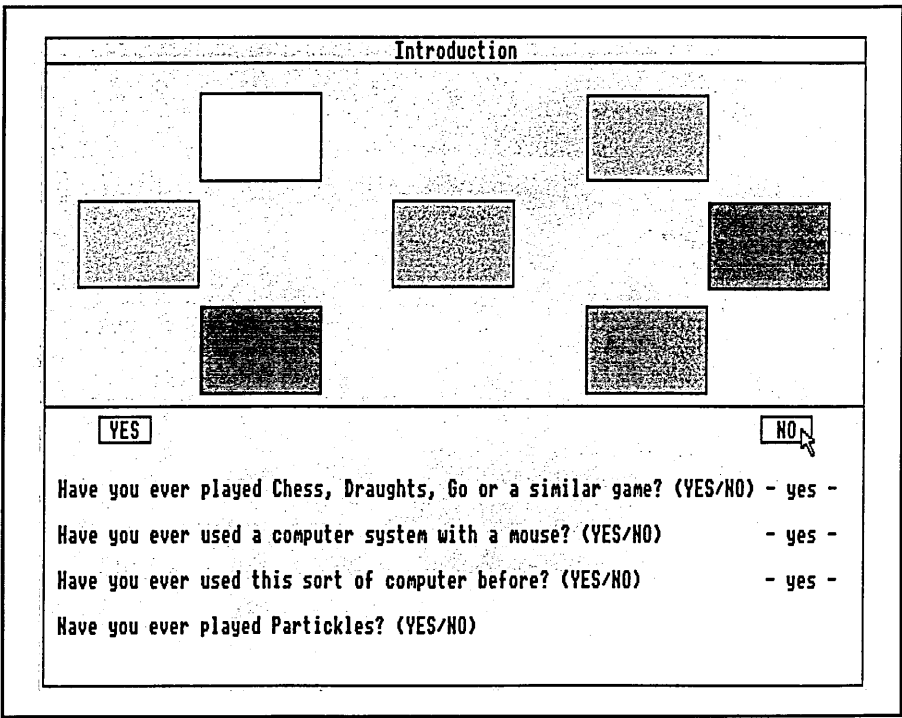 Introduction
YES NO
Have you ever played Chess, Draughts, Go or a similar game? (YES/NO) - yes -
Have you ever used a computer system with a mouse? (YES/NO) - yes -
Have you ever used this sort of computer before? (YES/NO) - yes -
Have you ever played Partickles? (YES/NO)